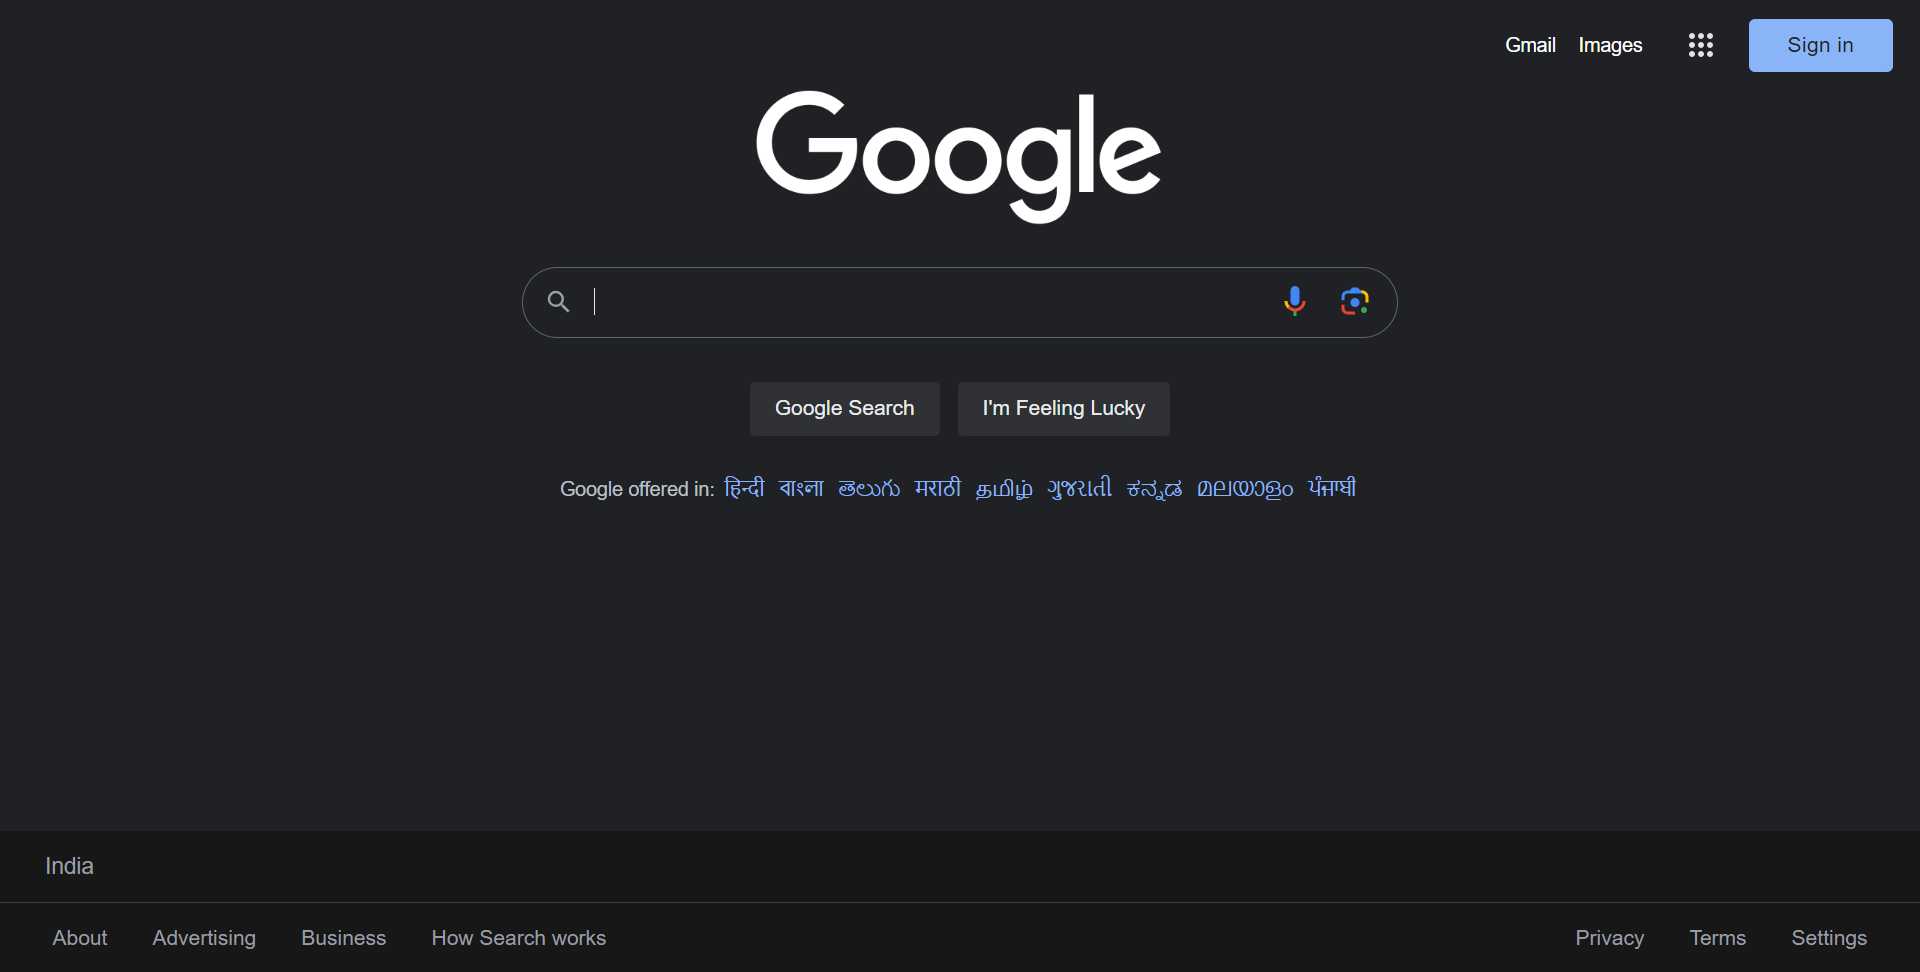 Gmail Images Sign in
Google
Google Search I'm Feeling Lucky
Google offered in: हिन्दी বাংলা తెలుగు मराठी தமிழ் ગુજરાતી ಕನ್ನಡ മലയാളം ਪੰਜਾਬੀ
India
About Advertising Business How Search works Privacy Terms Settings